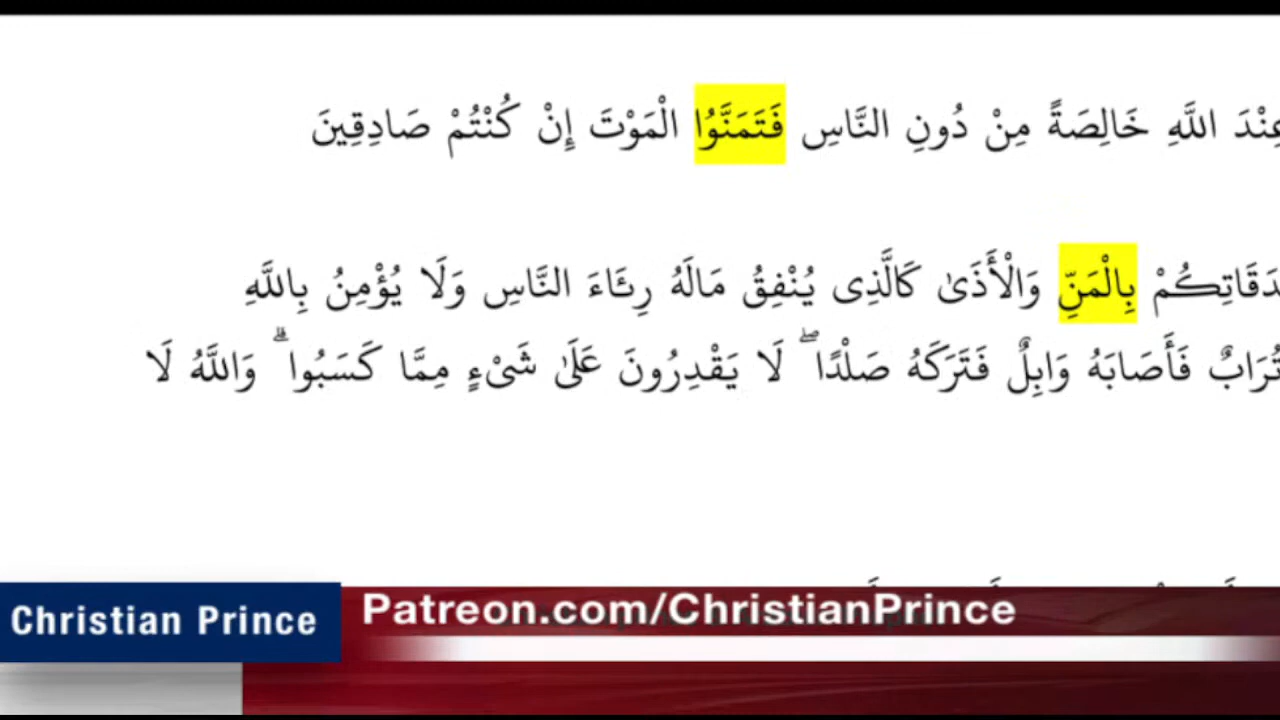 عِنْدَ اللَّهِ خَالِصَةً مِنْ دُونِ النَّاسِ فَتَمَنَّوُا الْمَوْتَ إِنْ كُنْتُمْ صَادِقِينَ
دَقَاتِكُمْ بِالْمَنِّ وَالْأَذَىٰ كَالَّذِى يُنْفِقُ مَالَهُ رِئَاءَ النَّاسِ وَلَا يُؤْمِنُ بِاللَّهِ
تُرَابٌ فَأَصَابَهُ وَابِلٌ فَتَرَكَهُ صَلْدًا ۖ لَا يَقْدِرُونَ عَلَىٰ شَىْءٍ مِمَّا كَسَبُوا ۗ وَاللَّهُ لَا
Christian Prince
Patreon.com/ChristianPrince